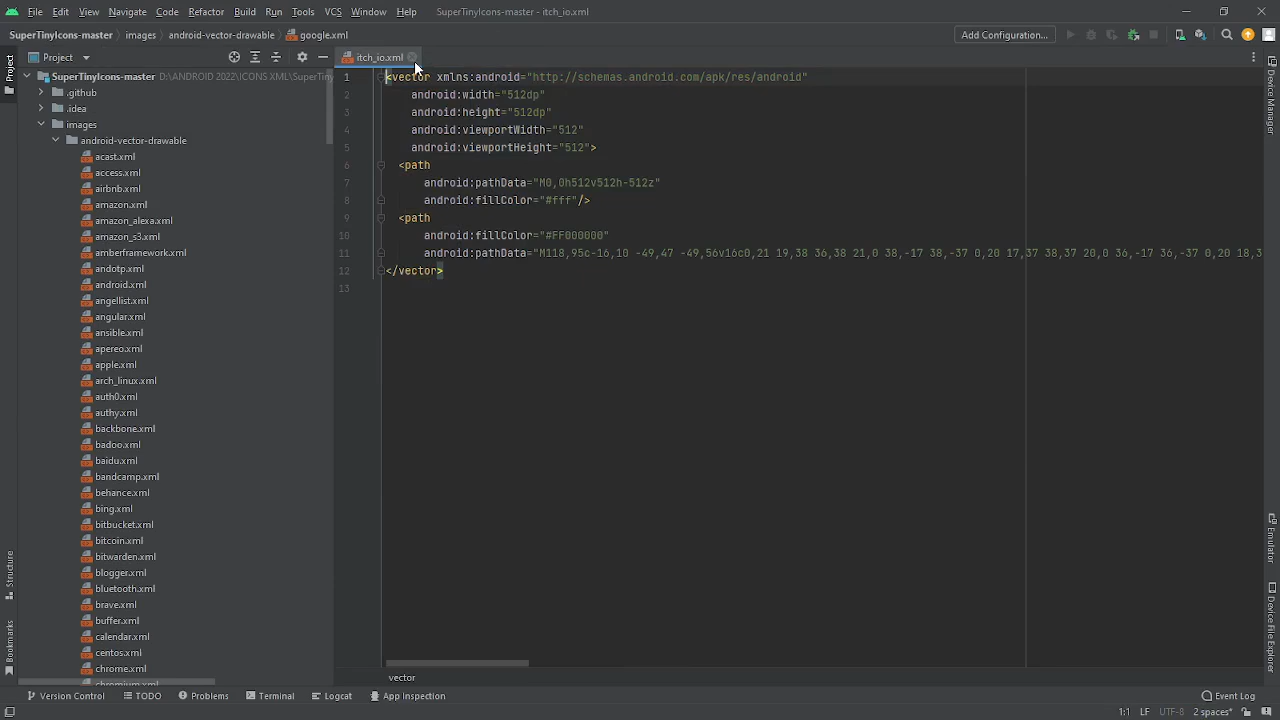 File Edit View Navigate Code Refactor Build Run Tools VCS Window Help SuperTinyIcons-master - itch_io.xml
SuperTinyIcons-master images android-vector-drawable google.xml Add Configuration...
Project
Project
itch_io.xml
SuperTinyIcons-master D:\ANDROID 2022\ICONS XML\SuperTiny
.github
.idea
images
android-vector-drawable
acast.xml
access.xml
airbnb.xml
amazon.xml
amazon_alexa.xml
amazon_s3.xml
amberframework.xml
andotp.xml
android.xml
angellist.xml
angular.xml
ansible.xml
apereo.xml
apple.xml
arch_linux.xml
auth0.xml
authy.xml
backbone.xml
badoo.xml
baidu.xml
bandcamp.xml
behance.xml
bing.xml
bitbucket.xml
bitcoin.xml
bitwarden.xml
blogger.xml
bluetooth.xml
brave.xml
buffer.xml
calendar.xml
centos.xml
chrome.xml
chromium.xml
1 <vector xmlns:android="http://schemas.android.com/apk/res/android"
2 android:width="512dp"
3 android:height="512dp"
4 android:viewportWidth="512"
5 android:viewportHeight="512">
6 <path
7 android:pathData="M0,0h512v512h-512z"
8 android:fillColor="#fff"/>
9 <path
10 android:fillColor="#FF000000"
11 android:pathData="M118,95c-16,10 -49,47 -49,56v16c0,21 19,38 36,38 21,0 38,-17 38,-37 0,20 17,37 38,37 20,0 36,-17 36,-37 0,20 18,3
12 </vector>
13
vector
Structure
Bookmarks
Device Manager
Emulator
Device File Explorer
Version Control TODO Problems Terminal Logcat App Inspection Event Log
1:1 LF UTF-8 2 spaces*